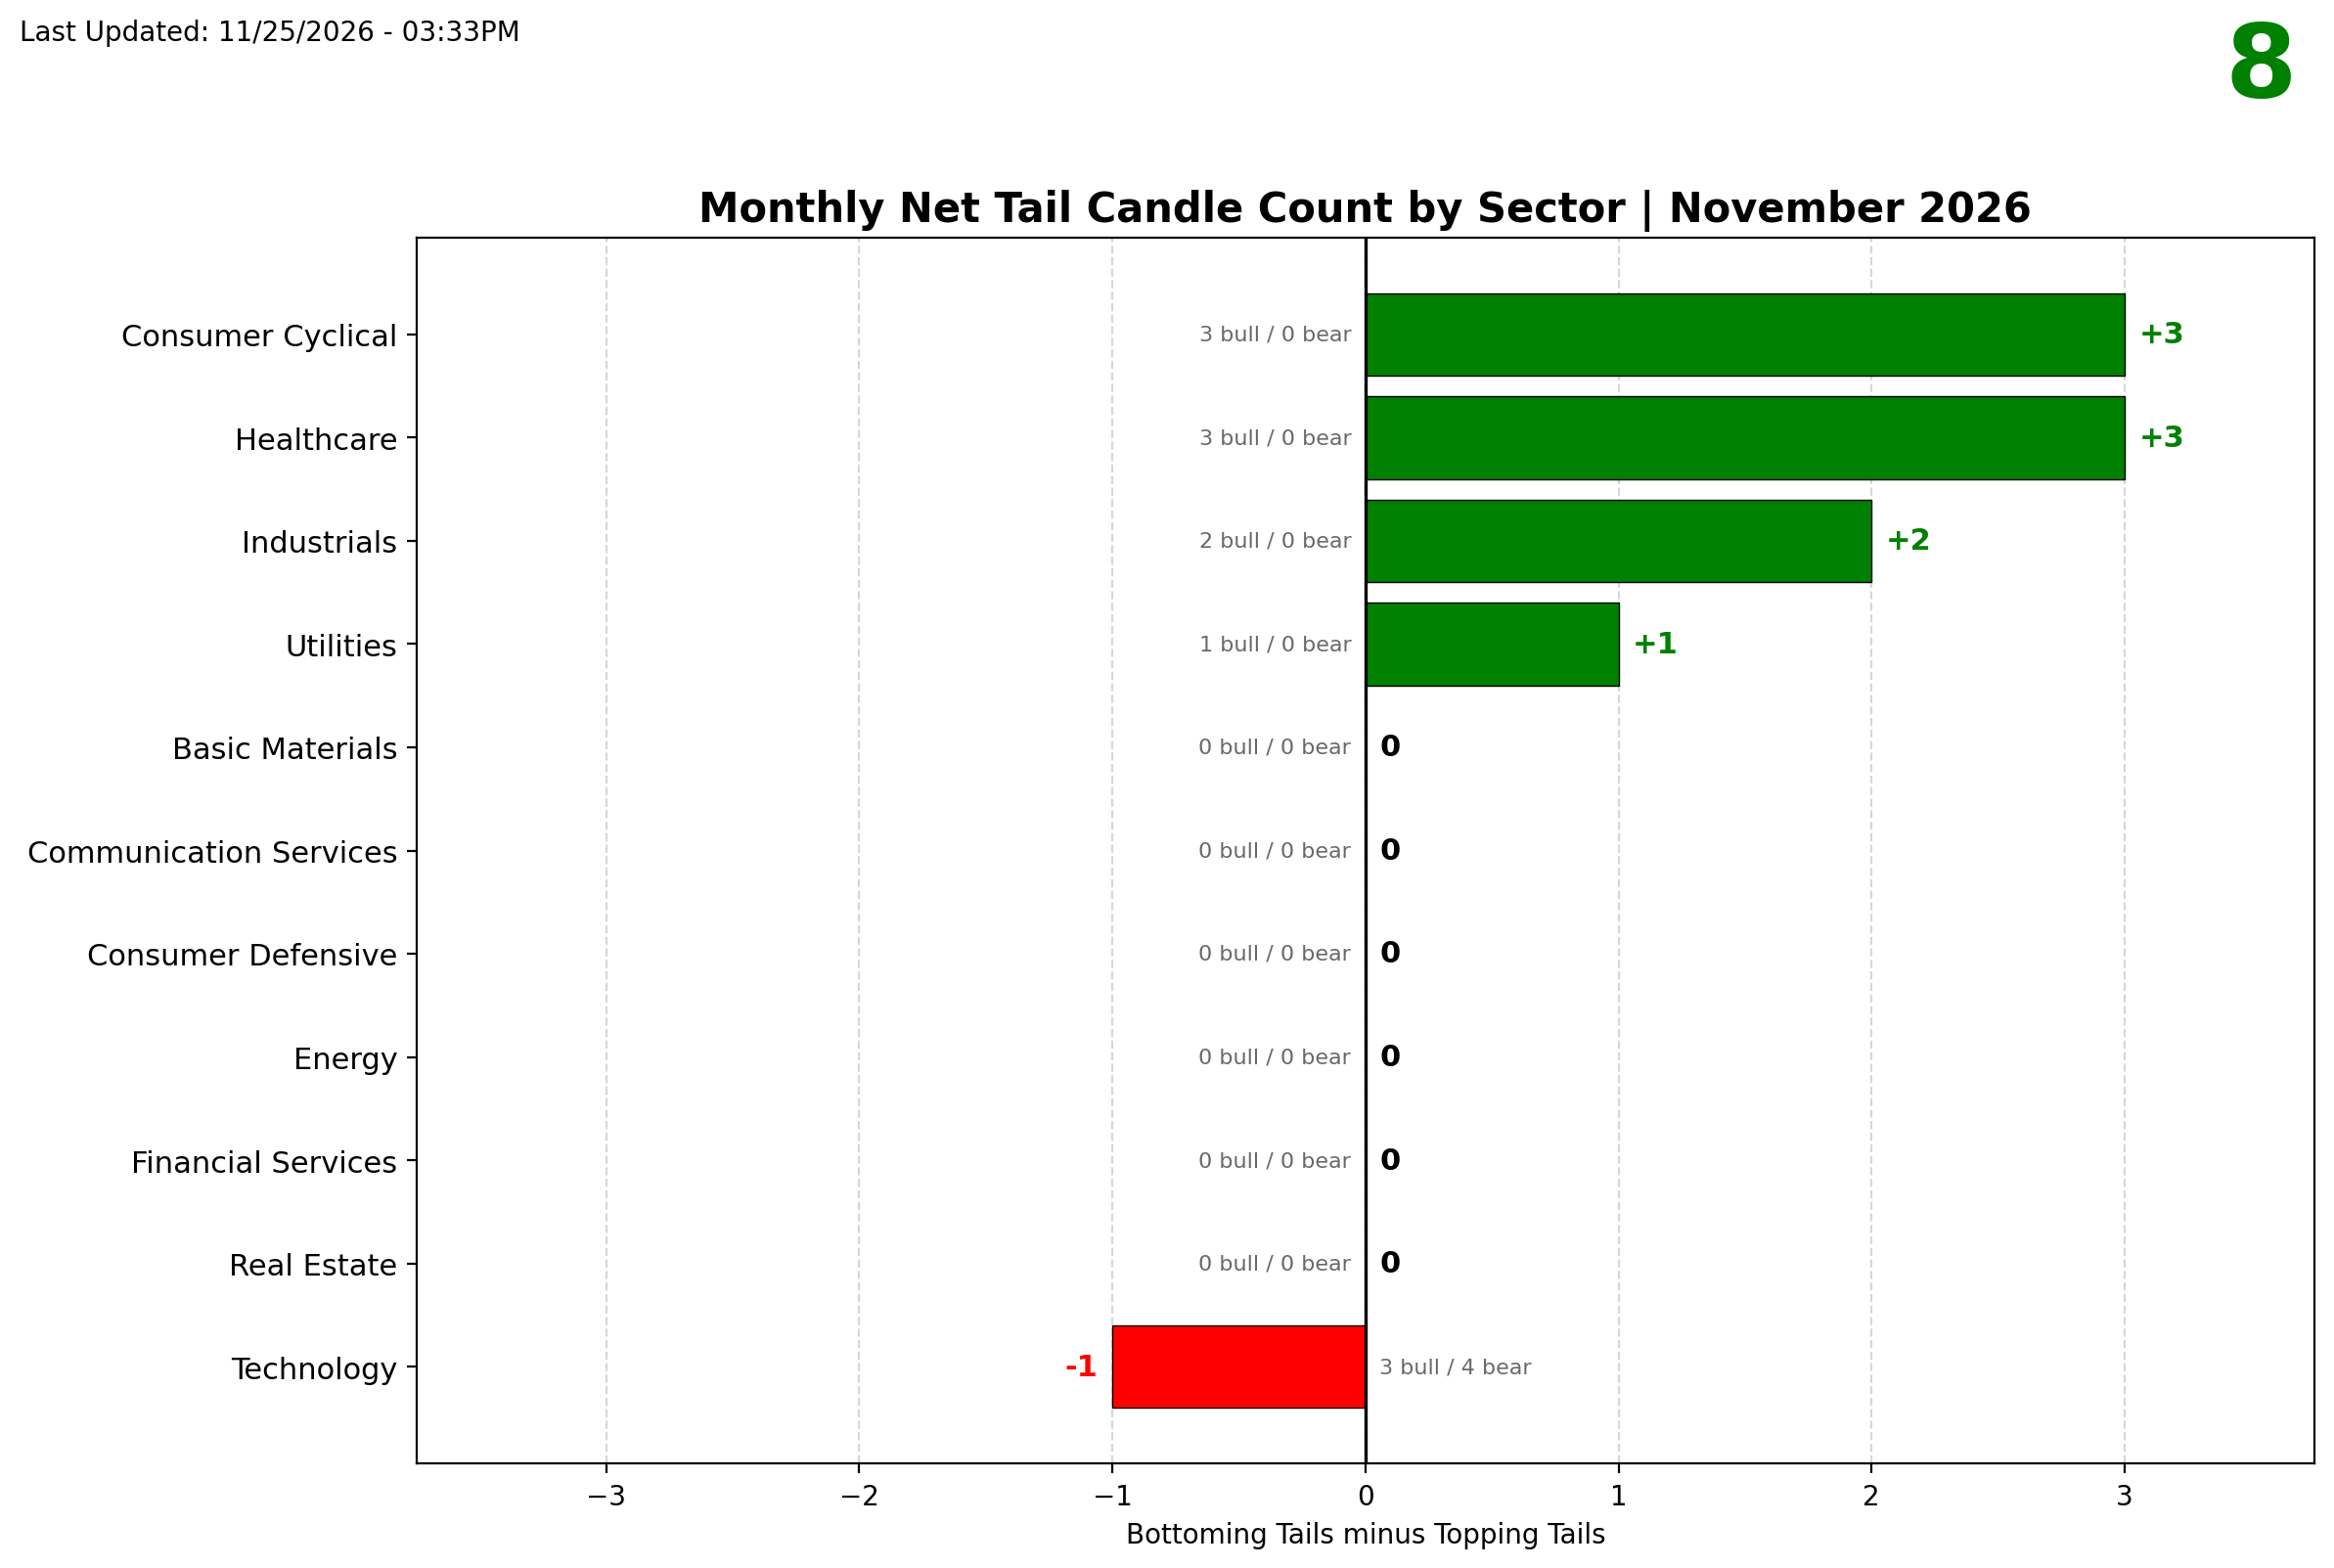 Last Updated: 11/25/2026 - 03:33PM
8
Monthly Net Tail Candle Count by Sector | November 2026
Consumer Cyclical 3 bull / 0 bear +3
Healthcare 3 bull / 0 bear +3
Industrials 2 bull / 0 bear +2
Utilities 1 bull / 0 bear +1
Basic Materials 0 bull / 0 bear 0
Communication Services 0 bull / 0 bear 0
Consumer Defensive 0 bull / 0 bear 0
Energy 0 bull / 0 bear 0
Financial Services 0 bull / 0 bear 0
Real Estate 0 bull / 0 bear 0
Technology -1 3 bull / 4 bear
−3 −2 −1 0 1 2 3
Bottoming Tails minus Topping Tails